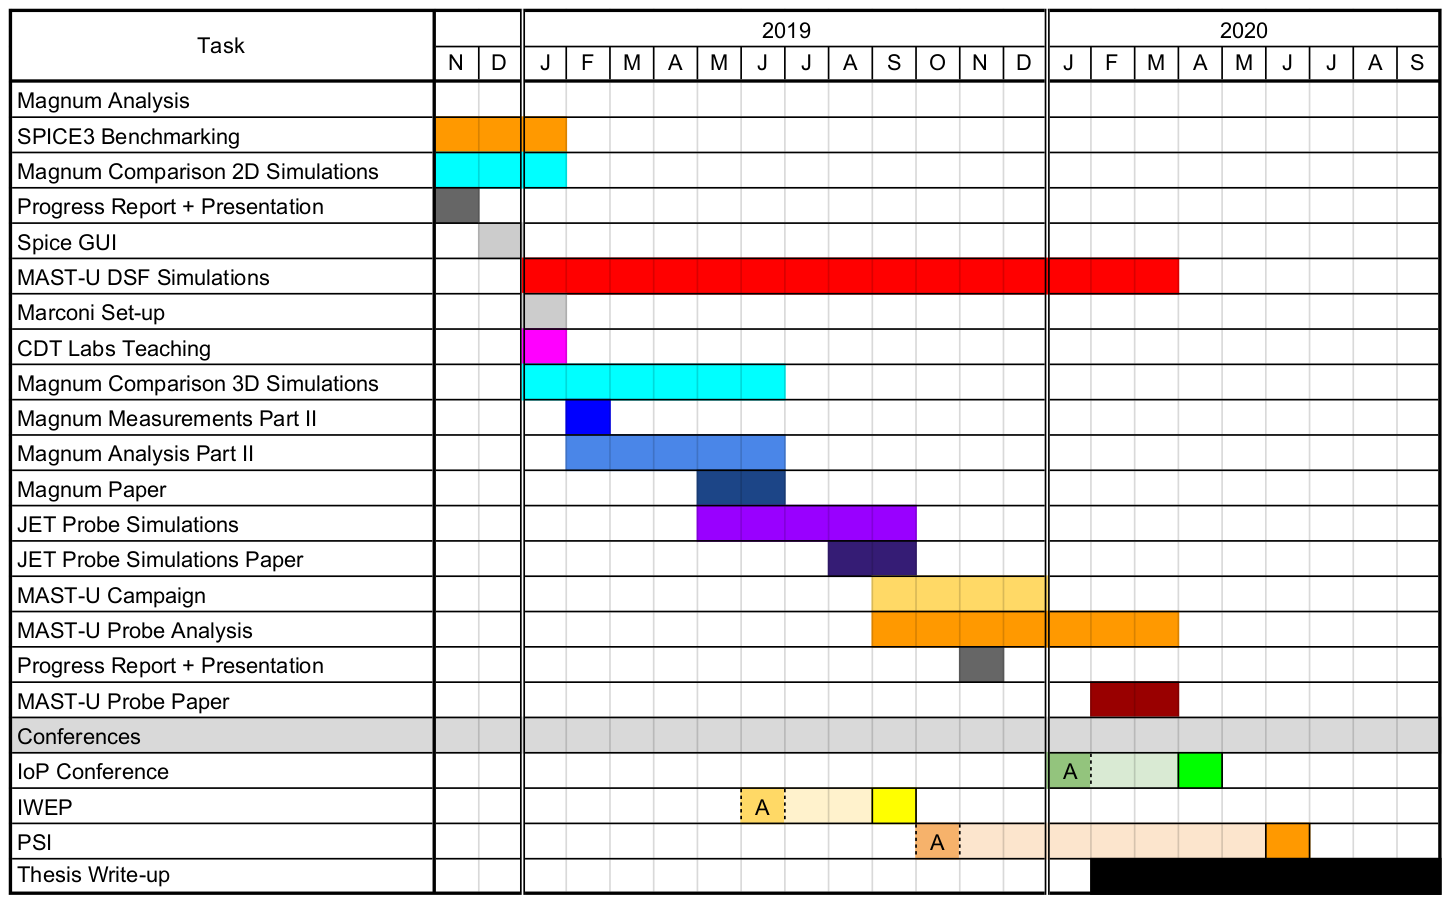 Task
2019
2020
N D J F M A M J J A S O N D J F M A M J J A S
Magnum Analysis
SPICE3 Benchmarking
Magnum Comparison 2D Simulations
Progress Report + Presentation
Spice GUI
MAST-U DSF Simulations
Marconi Set-up
CDT Labs Teaching
Magnum Comparison 3D Simulations
Magnum Measurements Part II
Magnum Analysis Part II
Magnum Paper
JET Probe Simulations
JET Probe Simulations Paper
MAST-U Campaign
MAST-U Probe Analysis
Progress Report + Presentation
MAST-U Probe Paper
Conferences
IoP Conference A
IWEP A
PSI A
Thesis Write-up